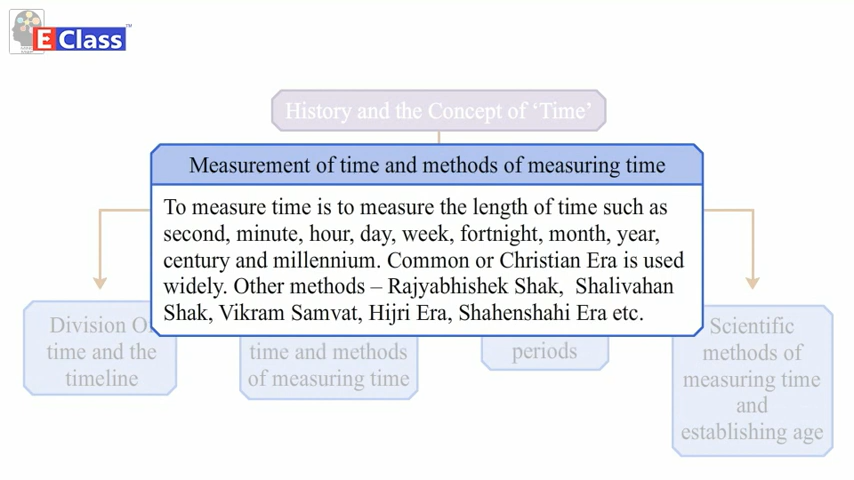 E Class
History and the Concept of ‘Time’
Measurement of time and methods of measuring time
To measure time is to measure the length of time such as
second, minute, hour, day, week, fortnight, month, year,
century and millennium. Common or Christian Era is used
widely. Other methods – Rajyabhishek Shak, Shalivahan
Shak, Vikram Samvat, Hijri Era, Shahenshahi Era etc.
Division Of
time and the
timeline
time and methods
of measuring time
periods
Scientific
methods of
measuring time
and
establishing age